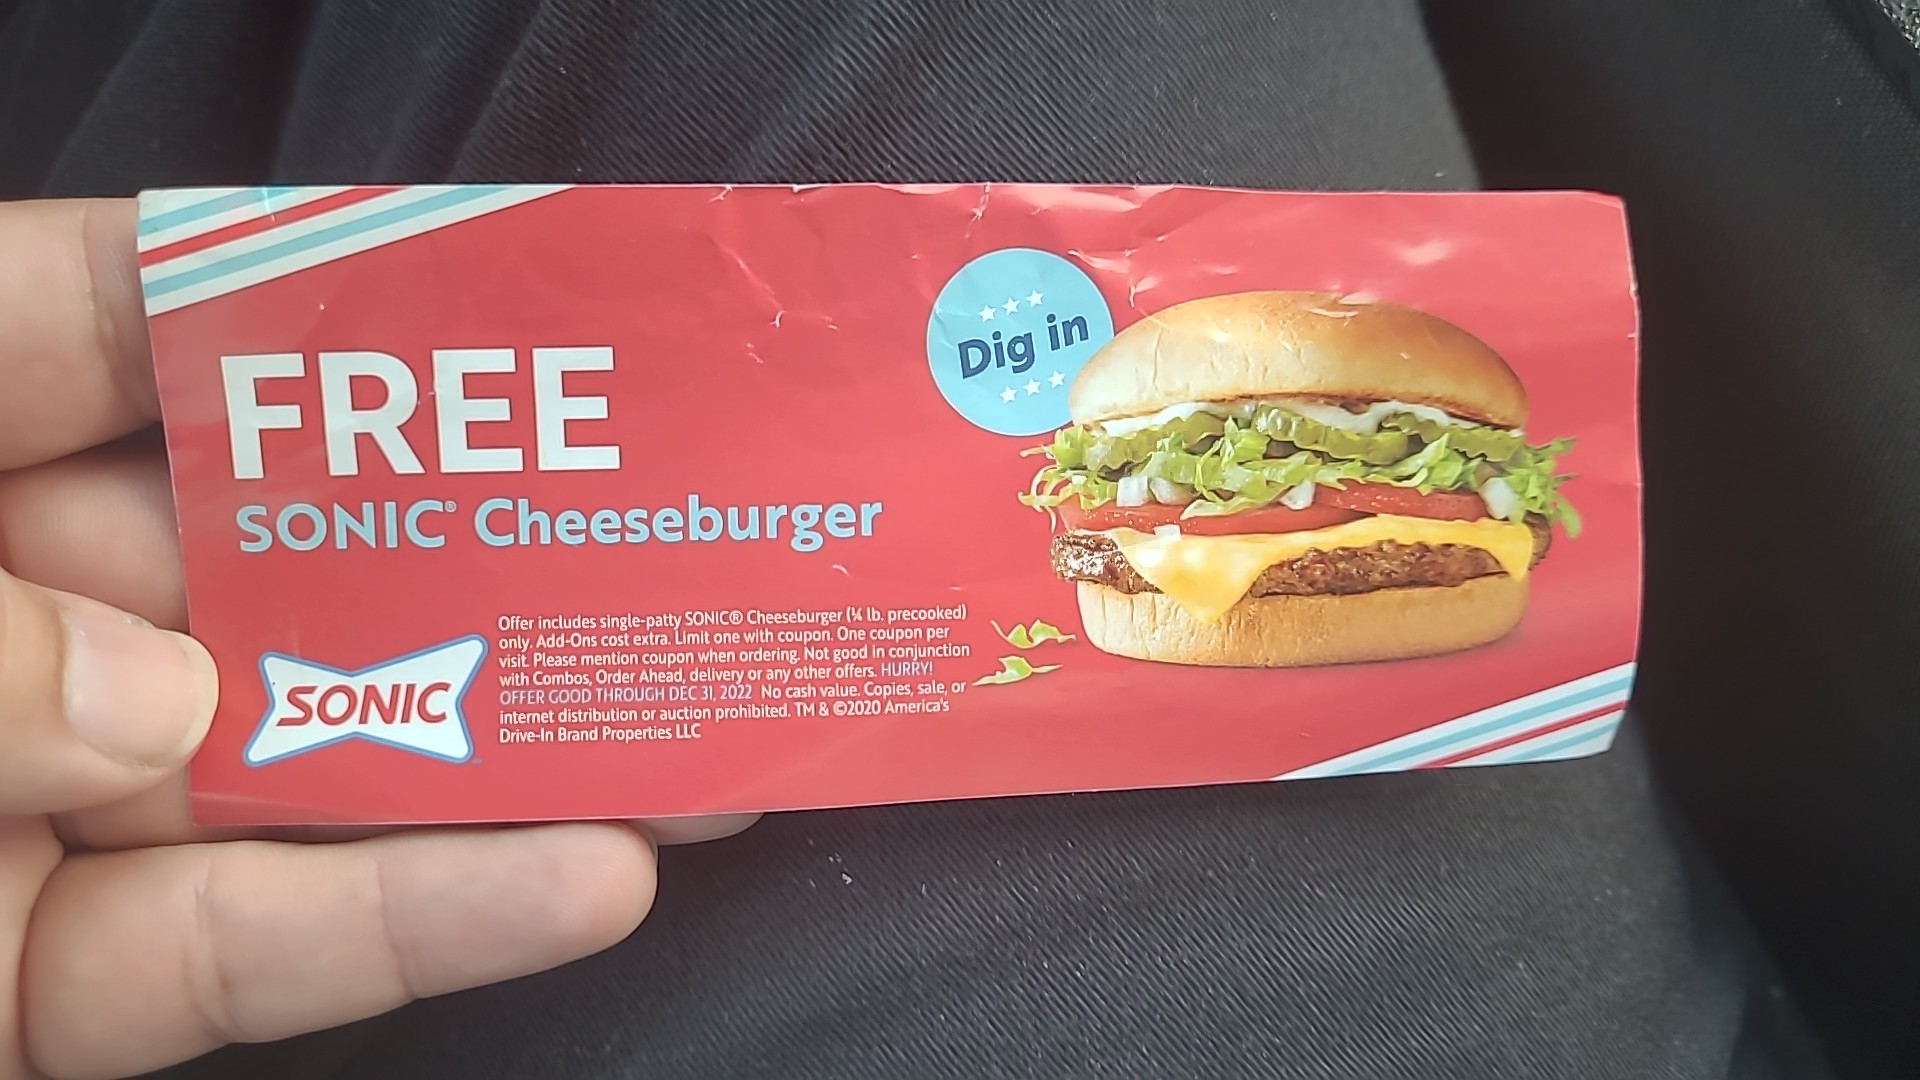 Dig in
FREE
SONIC® Cheeseburger
Offer includes single-patty SONIC® Cheeseburger (¼ lb. precooked)
only. Add-Ons cost extra. Limit one with coupon. One coupon per
visit. Please mention coupon when ordering. Not good in conjunction
with Combos, Order Ahead, delivery or any other offers. HURRY!
OFFER GOOD THROUGH DEC 31, 2022 No cash value. Copies, sale, or
internet distribution or auction prohibited. TM & ©2020 America's
Drive-In Brand Properties LLC
SONIC